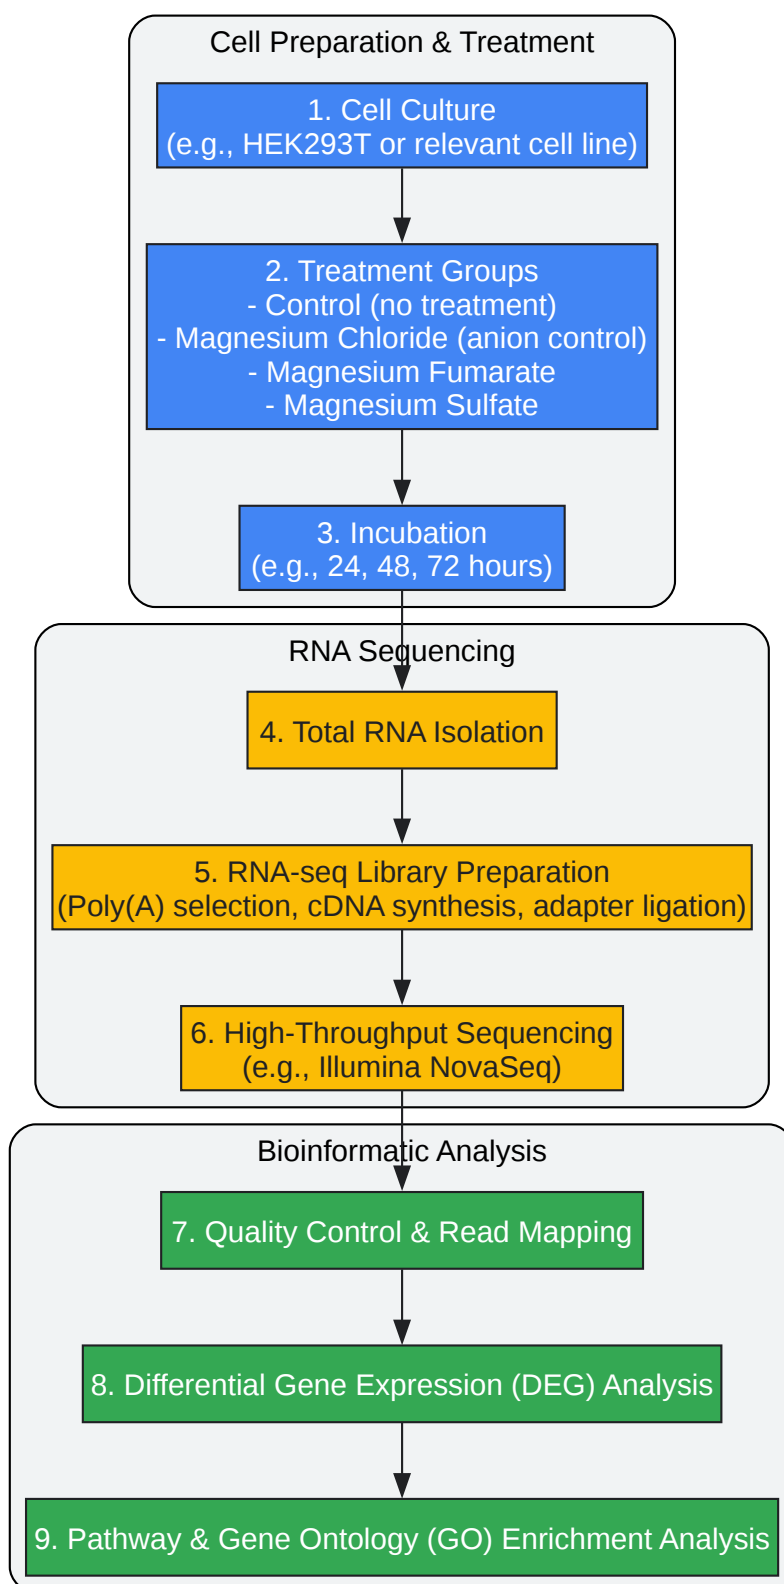 Cell Preparation & Treatment
1. Cell Culture
(e.g., HEK293T or relevant cell line)
2. Treatment Groups
- Control (no treatment)
- Magnesium Chloride (anion control)
- Magnesium Fumarate
- Magnesium Sulfate
3. Incubation
(e.g., 24, 48, 72 hours)
RNA Sequencing
4. Total RNA Isolation
5. RNA-seq Library Preparation
(Poly(A) selection, cDNA synthesis, adapter ligation)
6. High-Throughput Sequencing
(e.g., Illumina NovaSeq)
Bioinformatic Analysis
7. Quality Control & Read Mapping
8. Differential Gene Expression (DEG) Analysis
9. Pathway & Gene Ontology (GO) Enrichment Analysis